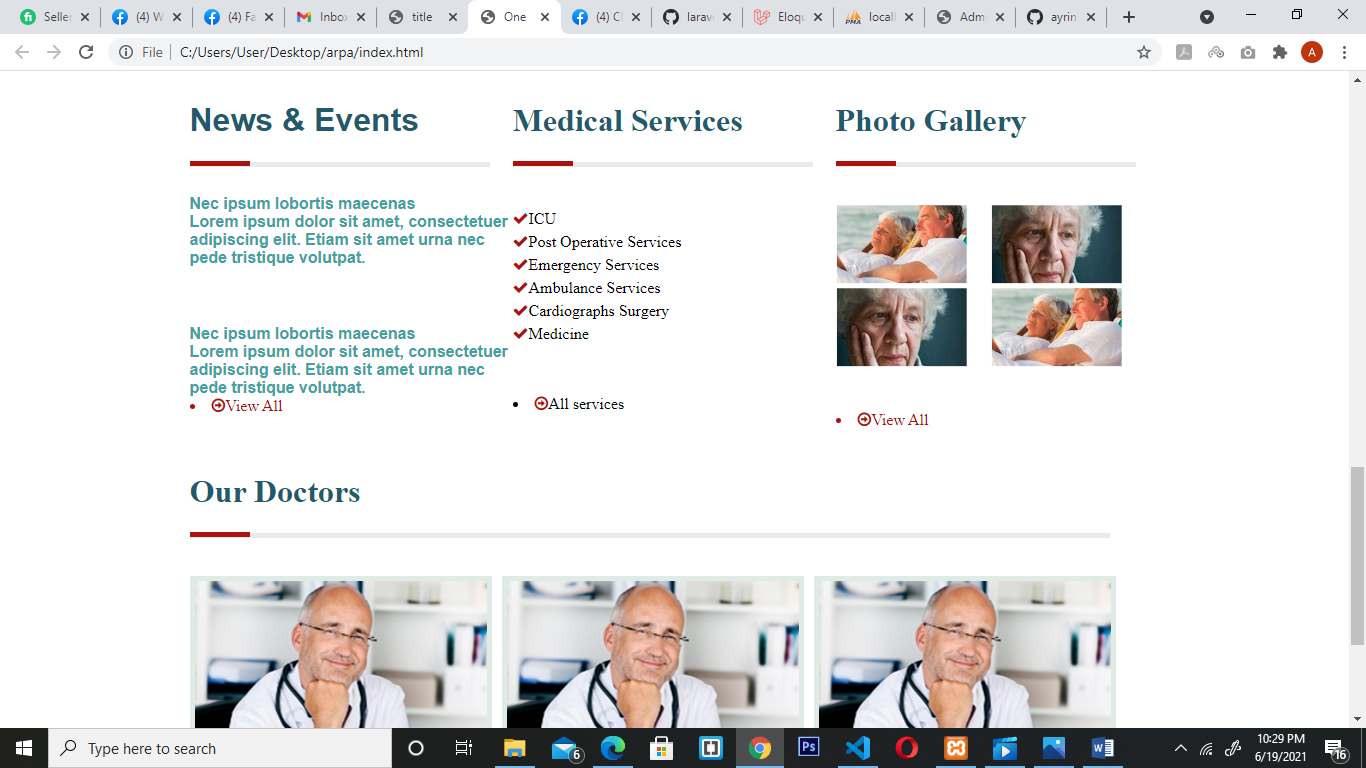 Seller
(4) W
(4) Fa
Inbox
title
One
(4) Cl
larav
Eloqu
locall
Admi
ayrin
File
C:/Users/User/Desktop/arpa/index.html
A
News & Events
Nec ipsum lobortis maecenas
Lorem ipsum dolor sit amet, consectetuer
adipiscing elit. Etiam sit amet urna nec
pede tristique volutpat.
Nec ipsum lobortis maecenas
Lorem ipsum dolor sit amet, consectetuer
adipiscing elit. Etiam sit amet urna nec
pede tristique volutpat.
View All
Medical Services
ICU
Post Operative Services
Emergency Services
Ambulance Services
Cardiographs Surgery
Medicine
All services
Photo Gallery
View All
Our Doctors
Type here to search
6
Ps
10:29 PM
6/19/2021
16